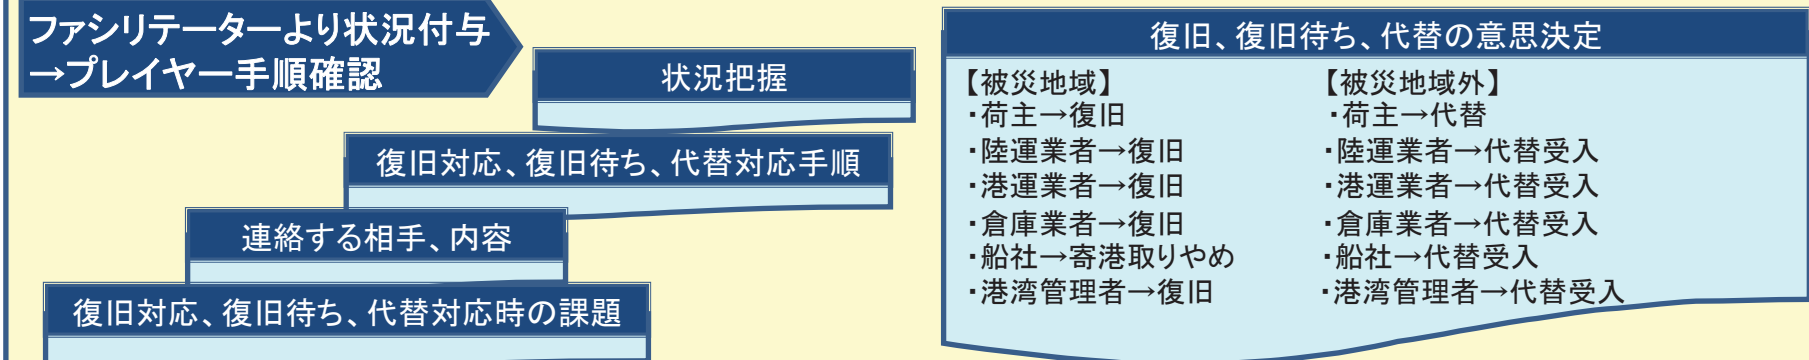 ファシリテーターより状況付与
→プレイヤー手順確認
状況把握
復旧対応、復旧待ち、代替対応手順
連絡する相手、内容
復旧対応、復旧待ち、代替対応時の課題
復旧、復旧待ち、代替の意思決定
【被災地域】
・荷主→復旧
・陸運業者→復旧
・港運業者→復旧
・倉庫業者→復旧
・船社→寄港取りやめ
・港湾管理者→復旧
【被災地域外】
・荷主→代替
・陸運業者→代替受入
・港運業者→代替受入
・倉庫業者→代替受入
・船社→代替受入
・港湾管理者→代替受入